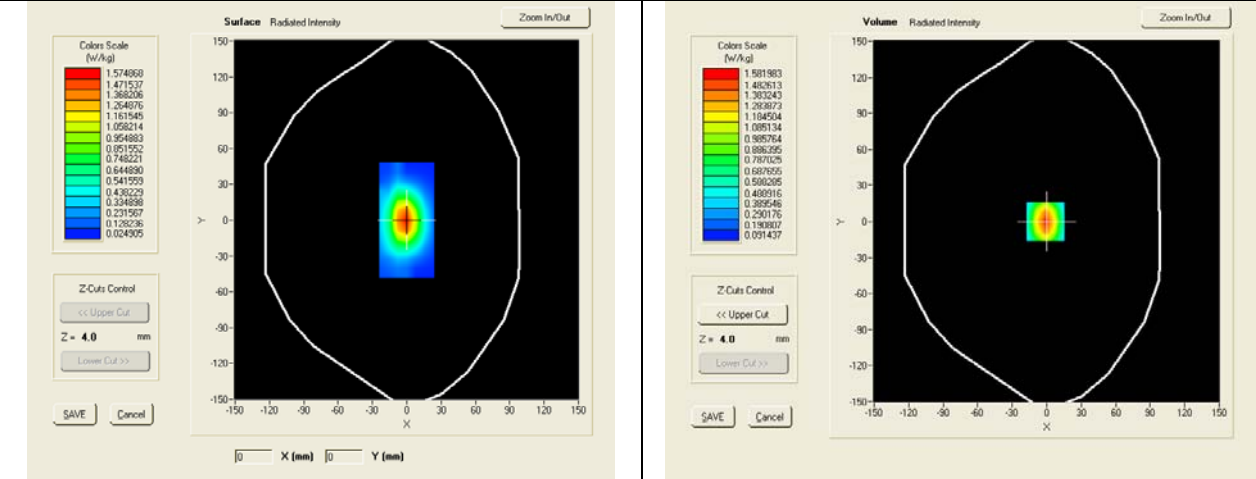 Surface Radiated Intensity
Zoom In/Out
Colors Scale
(W/kg)
1.574868
1.471537
1.368206
1.264876
1.161545
1.058214
0.954883
0.851552
0.748221
0.644890
0.541559
0.438229
0.334898
0.231567
0.128236
0.024905
Z-Cuts Control
<< Upper Cut
Z = 4.0 mm
Lower Cut >>
SAVE Cancel
150-
120-
90-
60-
30-
0-
-30-
-60-
-90-
-120-
-150-
Y
-150 -120 -90 -60 -30 0 30 60 90 120 150
X
0 X (mm) 0 Y (mm)
Volume Radiated Intensity
Zoom In/Out
Colors Scale
(W/kg)
1.581983
1.482613
1.383243
1.283873
1.184504
1.085134
0.985764
0.886395
0.787025
0.687655
0.588285
0.488916
0.389546
0.290176
0.190807
0.091437
Z-Cuts Control
<< Upper Cut
Z = 4.0 mm
Lower Cut >>
SAVE Cancel
150-
120-
90-
60-
30-
0-
-30-
-60-
-90-
-120-
-150-
Y
-150 -120 -90 -60 -30 0 30 60 90 120 150
X